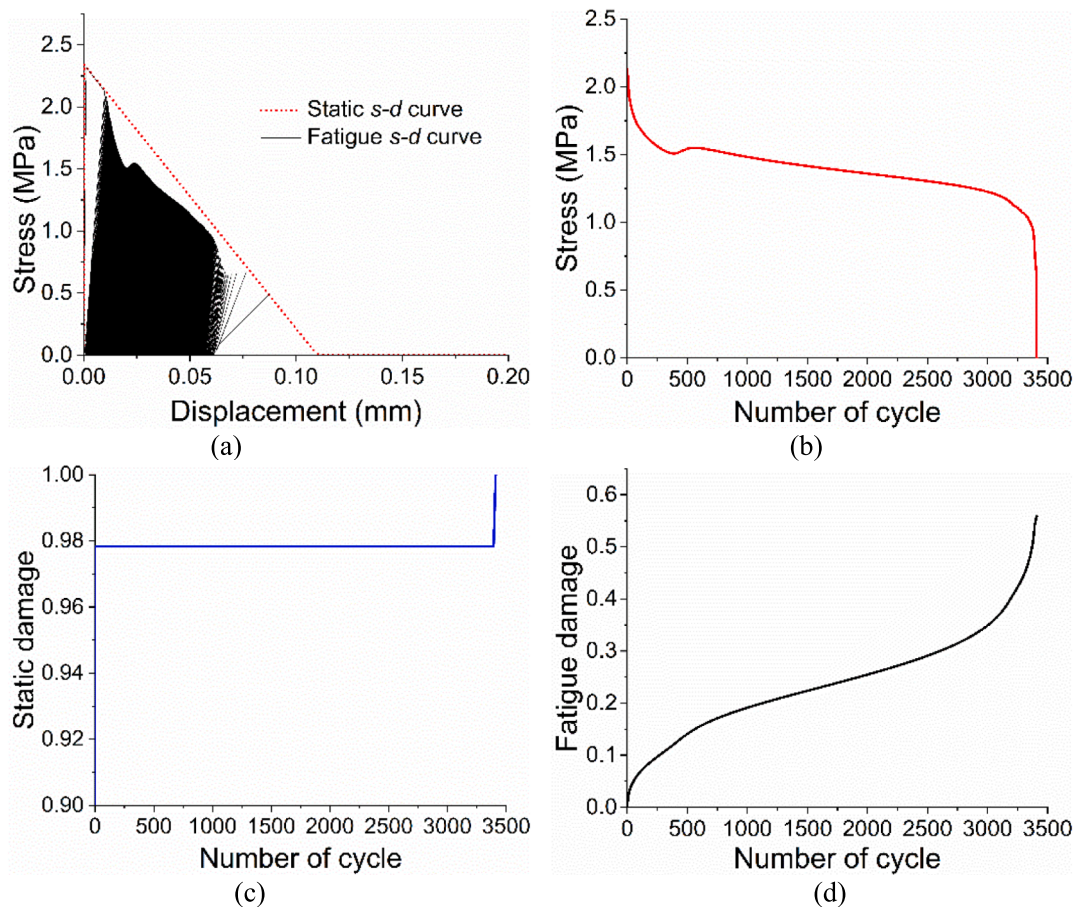 2.5
2.0
1.5
1.0
0.5
0.0
Stress (MPa)
Static s-d curve
Fatigue s-d curve
0.00 0.05 0.10 0.15 0.20
Displacement (mm)
(a)
2.5
2.0
1.5
1.0
0.5
0.0
Stress (MPa)
0 500 1000 1500 2000 2500 3000 3500
Number of cycle
(b)
1.00
0.98
0.96
0.94
0.92
0.90
Static damage
0 500 1000 1500 2000 2500 3000 3500
Number of cycle
(c)
0.6
0.5
0.4
0.3
0.2
0.1
0.0
Fatigue damage
0 500 1000 1500 2000 2500 3000 3500
Number of cycle
(d)